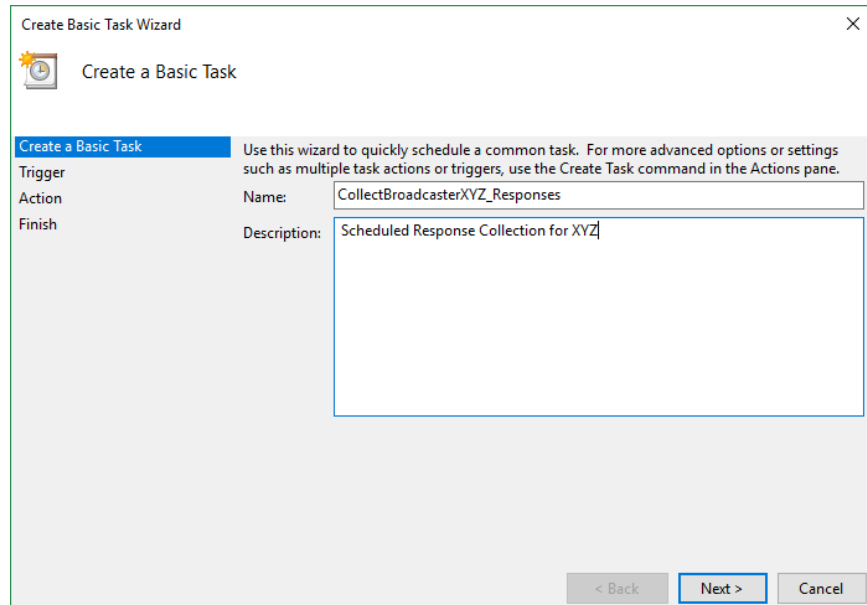 Create Basic Task Wizard
Create a Basic Task
Create a Basic Task
Trigger
Action
Finish
Use this wizard to quickly schedule a common task.  For more advanced options or settings
such as multiple task actions or triggers, use the Create Task command in the Actions pane.
Name:
CollectBroadcasterXYZ_Responses
Description:
Scheduled Response Collection for XYZ
< Back
Next >
Cancel